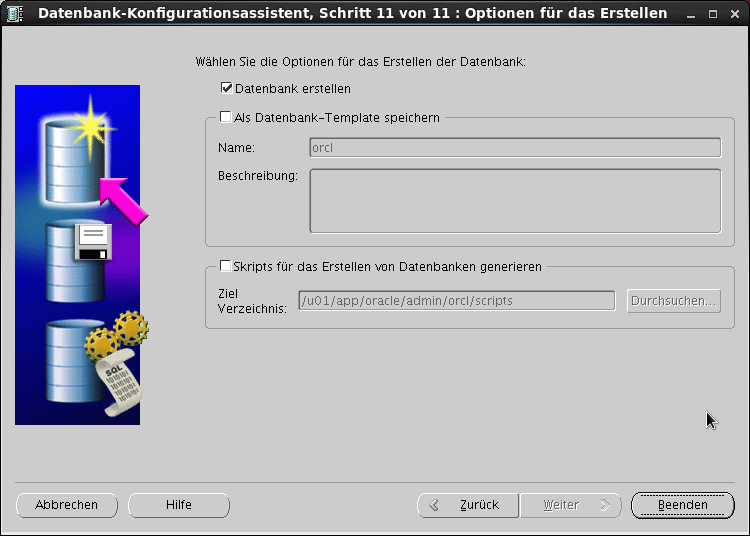 Datenbank-Konfigurationsassistent, Schritt 11 von 11 : Optionen für das Erstellen
Wählen Sie die Optionen für das Erstellen der Datenbank:
Datenbank erstellen
Als Datenbank-Template speichern
Name: orcl
Beschreibung:
Skripts für das Erstellen von Datenbanken generieren
Ziel
Verzeichnis: /u01/app/oracle/admin/orcl/scripts Durchsuchen...
SQL
Abbrechen Hilfe Zurück Weiter Beenden